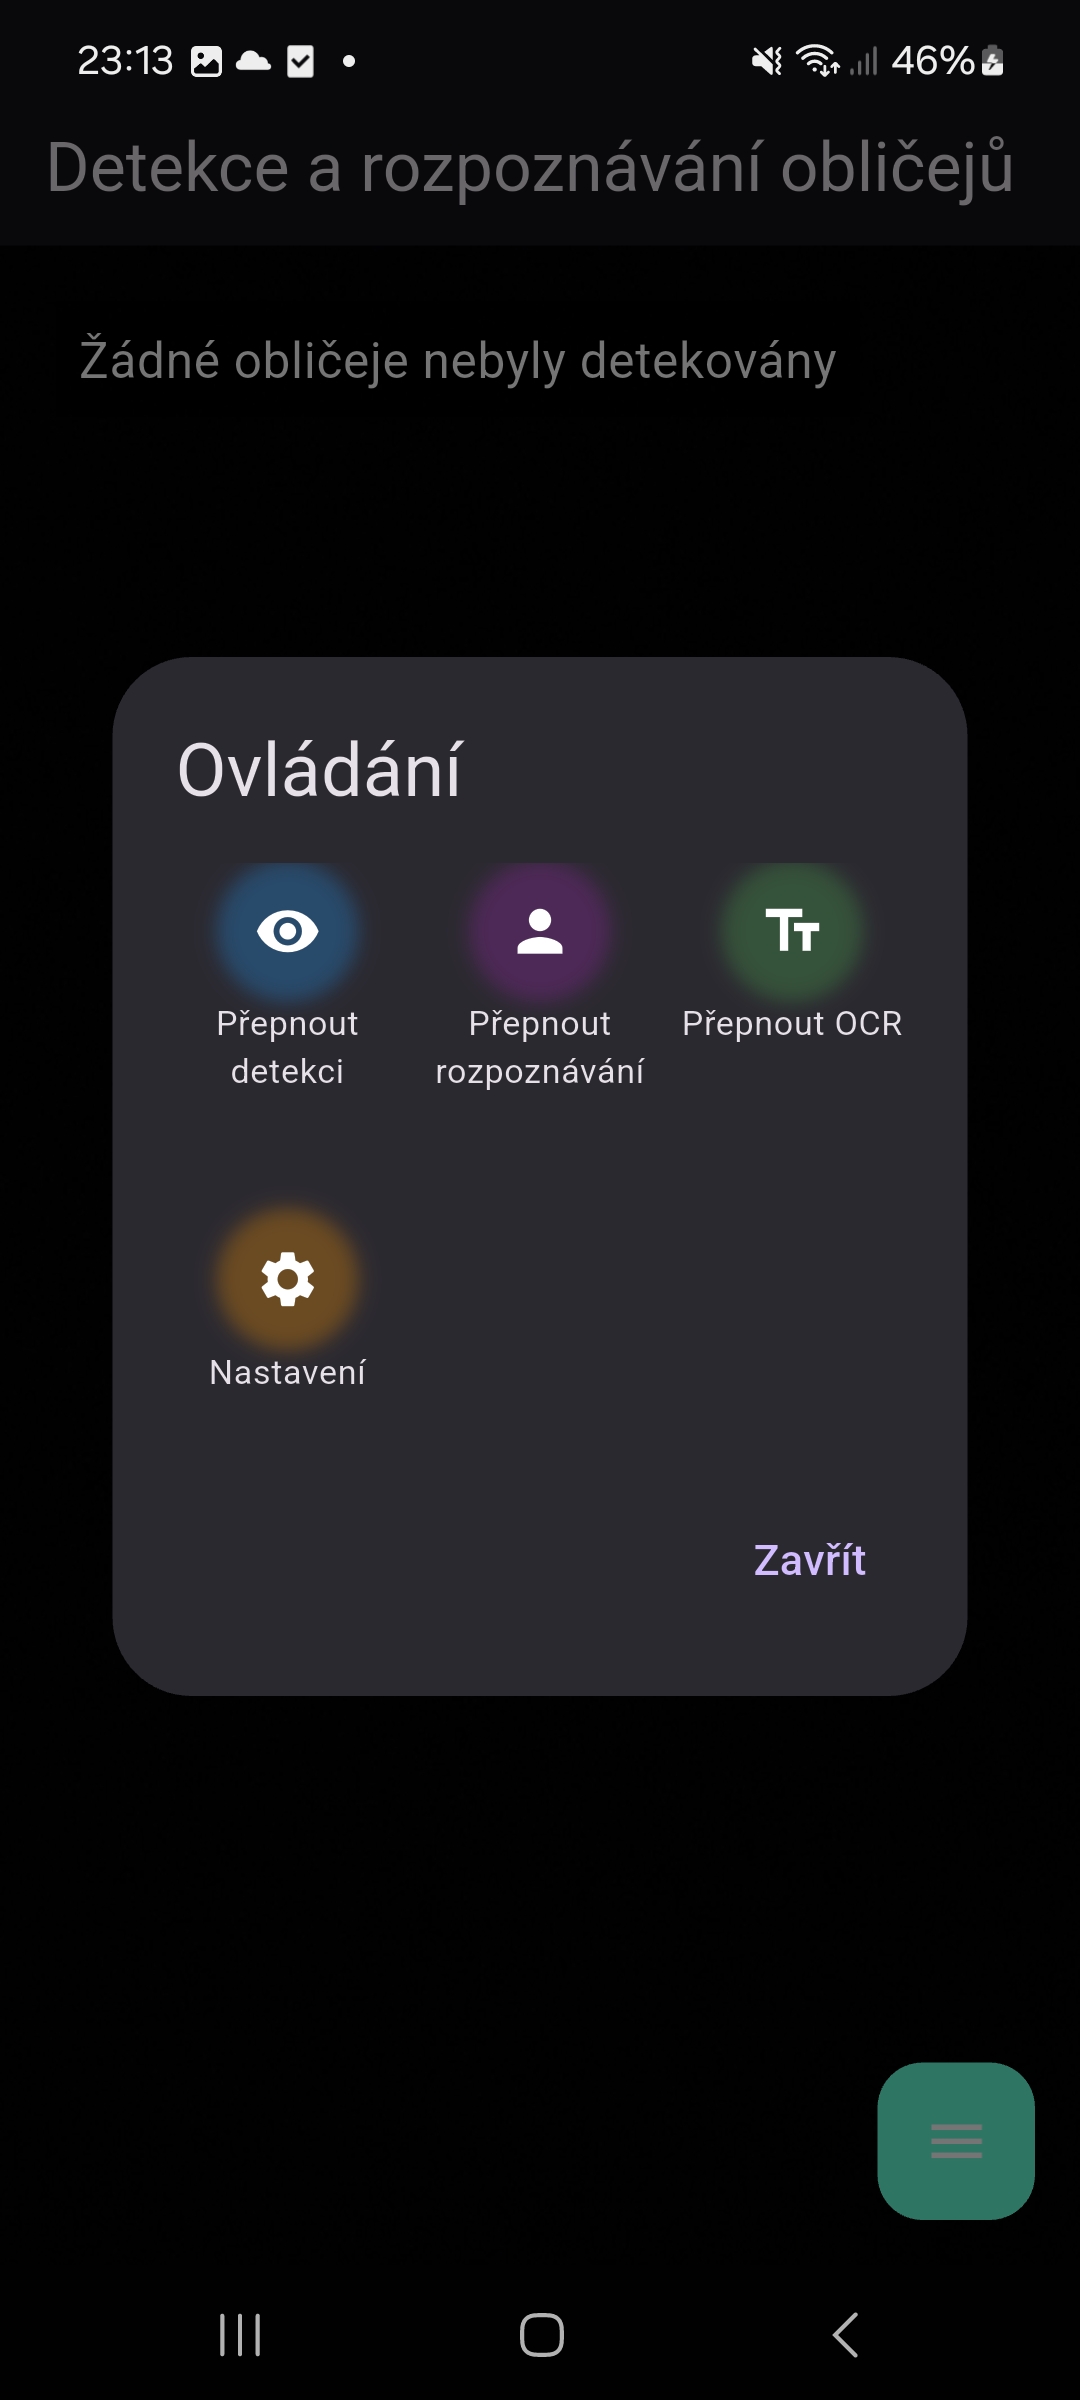 23:13 46%
Detekce a rozpoznávání obličejů
Žádné obličeje nebyly detekovány
Ovládání
Přepnout detekci
Přepnout rozpoznávání
Přepnout OCR
Nastavení
Zavřít